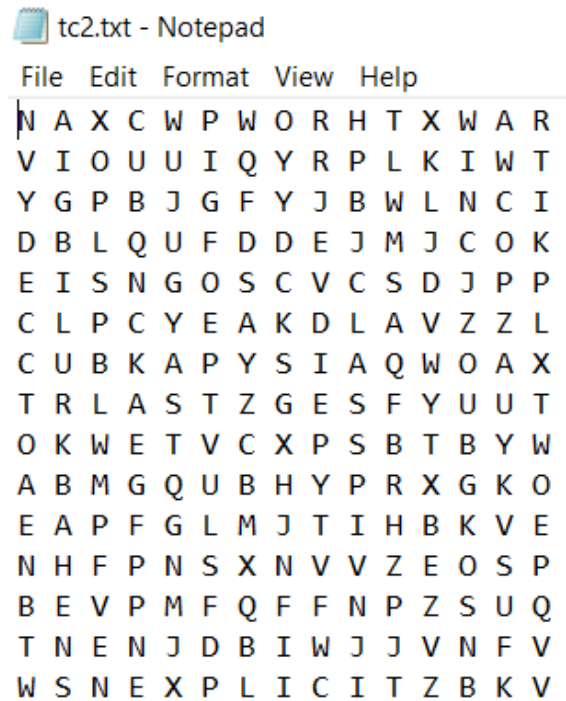 tc2.txt - Notepad
File Edit Format View Help
N A X C W P W O R H T X W A R
V I O U U I Q Y R P L K I W T
Y G P B J G F Y J B W L N C I
D B L Q U F D D E J M J C O K
E I S N G O S C V C S D J P P
C L P C Y E A K D L A V Z Z L
C U B K A P Y S I A Q W O A X
T R L A S T Z G E S F Y U U T
O K W E T V C X P S B T B Y W
A B M G Q U B H Y P R X G K O
E A P F G L M J T I H B K V E
N H F P N S X N V V Z E O S P
B E V P M F Q F F N P Z S U Q
T N E N J D B I W J J V N F V
W S N E X P L I C I T Z B K V